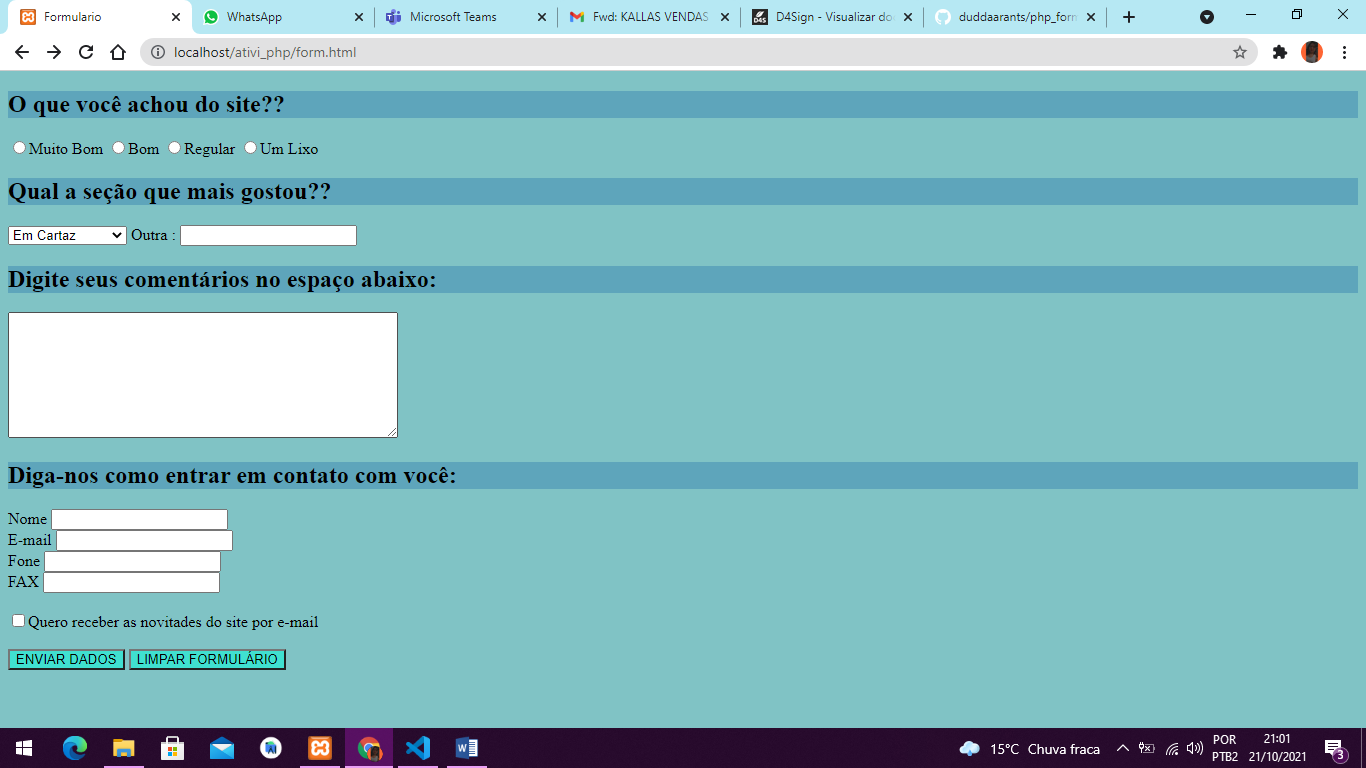 Formulario
WhatsApp
Microsoft Teams
Fwd: KALLAS VENDAS
D4Sign - Visualizar do
duddaarants/php_form
localhost/ativi_php/form.html
O que você achou do site??
Muito Bom Bom Regular Um Lixo
Qual a seção que mais gostou??
Em Cartaz Outra :
Digite seus comentários no espaço abaixo:
Diga-nos como entrar em contato com você:
Nome
E-mail
Fone
FAX
Quero receber as novitades do site por e-mail
ENVIAR DADOS LIMPAR FORMULÁRIO
15°C Chuva fraca
POR
PTB2
21:01
21/10/2021
3